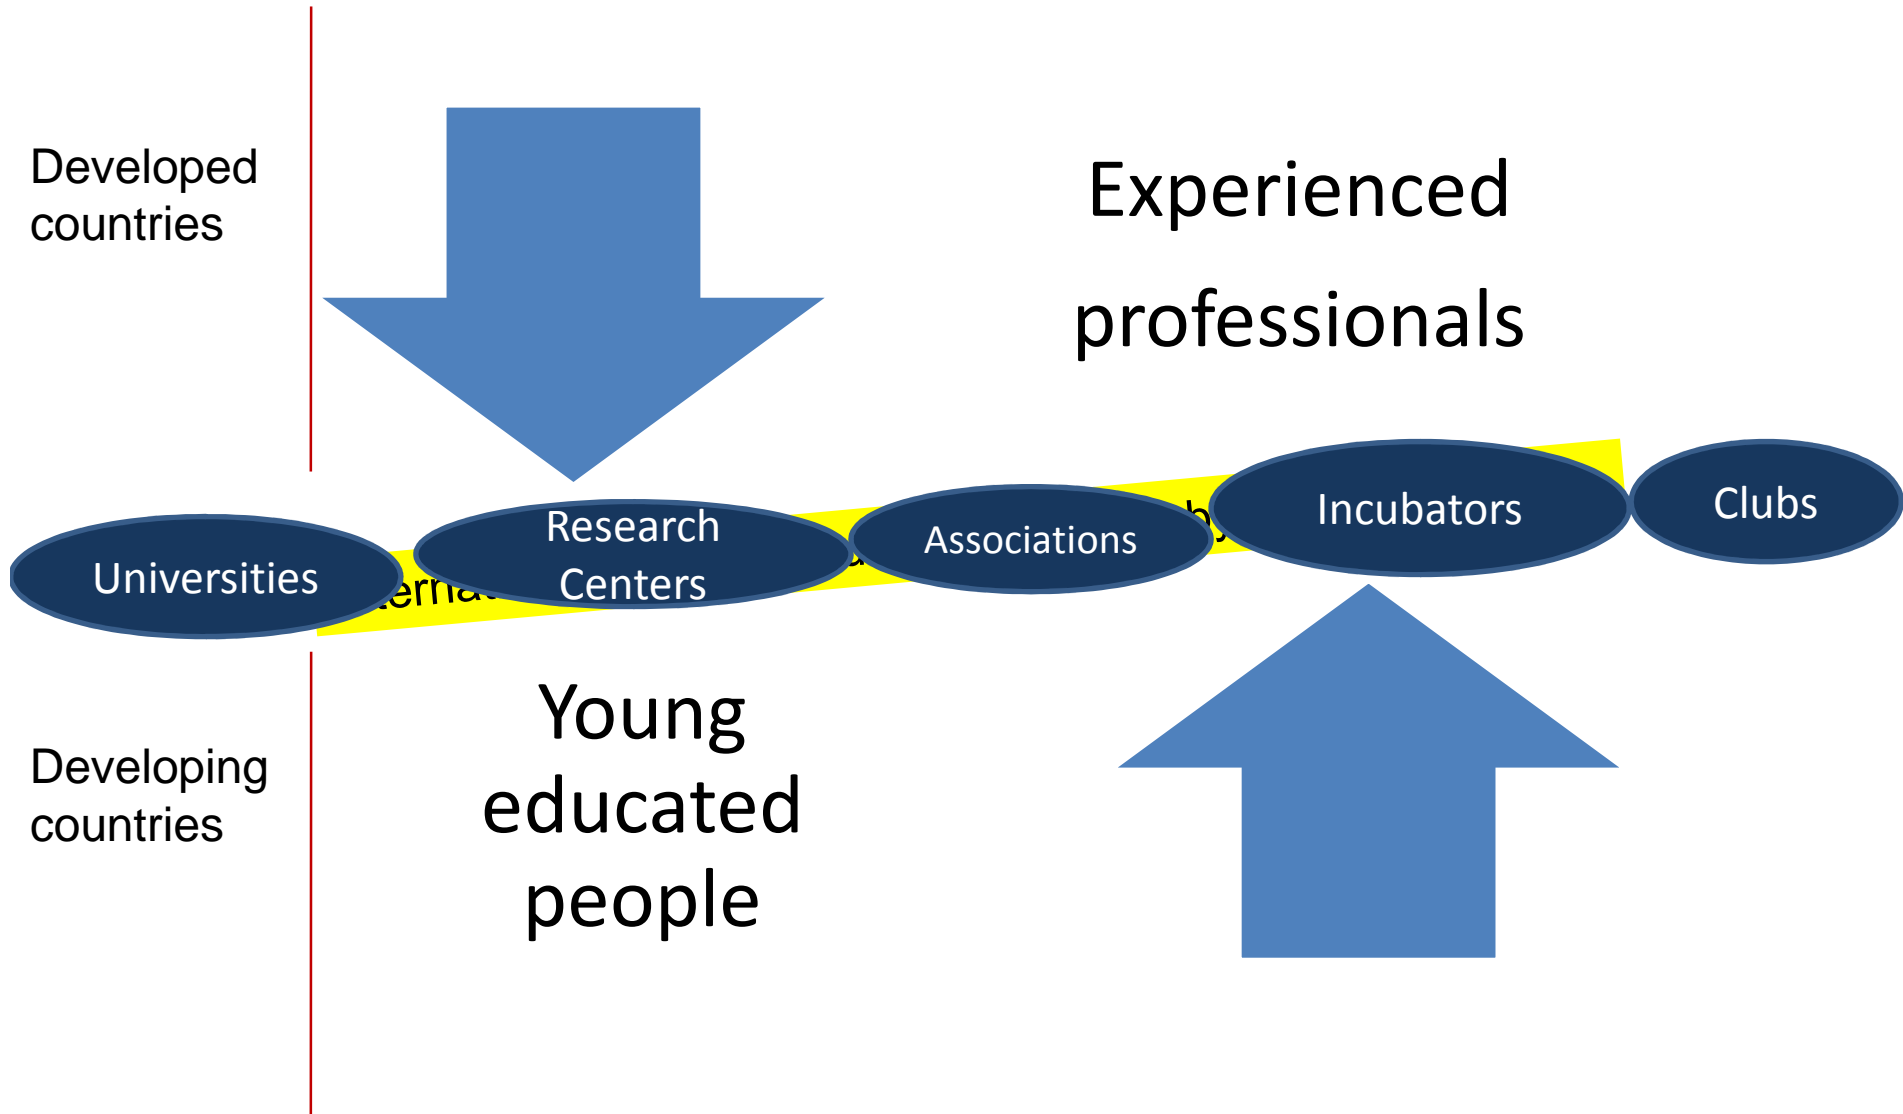 Developed
countries
Experienced
professionals
Universities
Research
Centers
Associations
Incubators
Clubs
Young
educated
people
Developing
countries